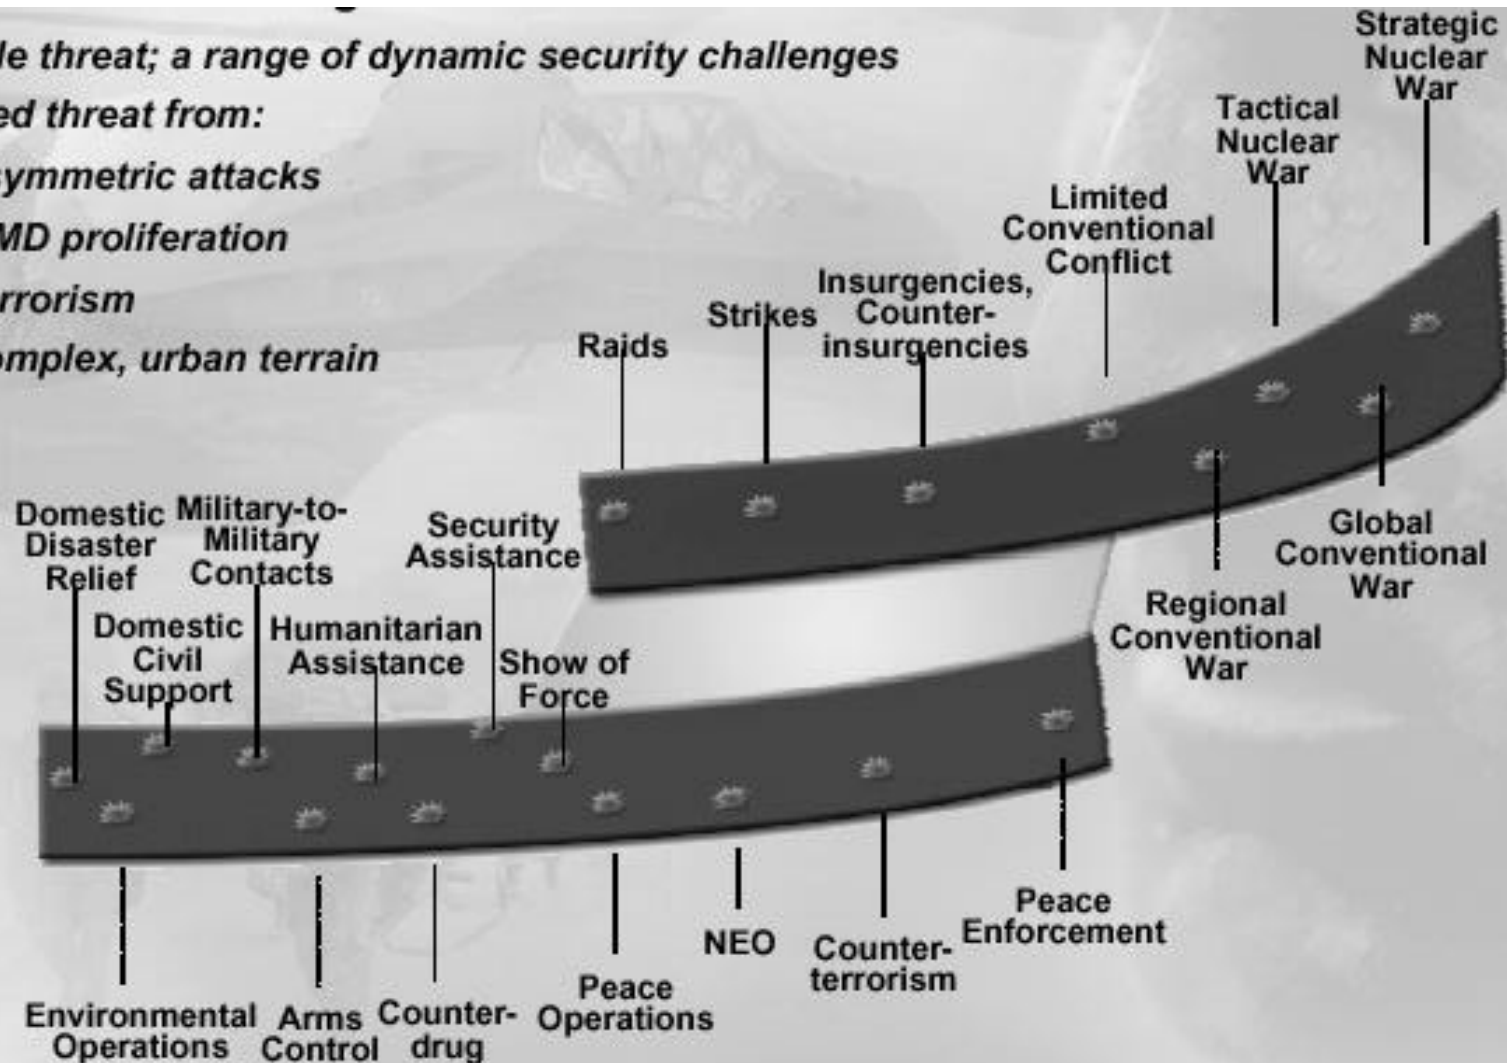 le threat; a range of dynamic security challenges
ed threat from:
symmetric attacks
MD proliferation
rrorism
omplex, urban terrain
Strategic
Nuclear
War
Tactical
Nuclear
War
Limited
Conventional
Conflict
Insurgencies,
Counter-
insurgencies
Strikes
Raids
Global
Conventional
War
Regional
Conventional
War
Domestic
Disaster
Relief
Military-to-
Military
Contacts
Security
Assistance
Domestic
Civil
Support
Humanitarian
Assistance
Show of
Force
Environmental
Operations
Arms
Control
Counter-
drug
Peace
Operations
NEO
Counter-
terrorism
Peace
Enforcement